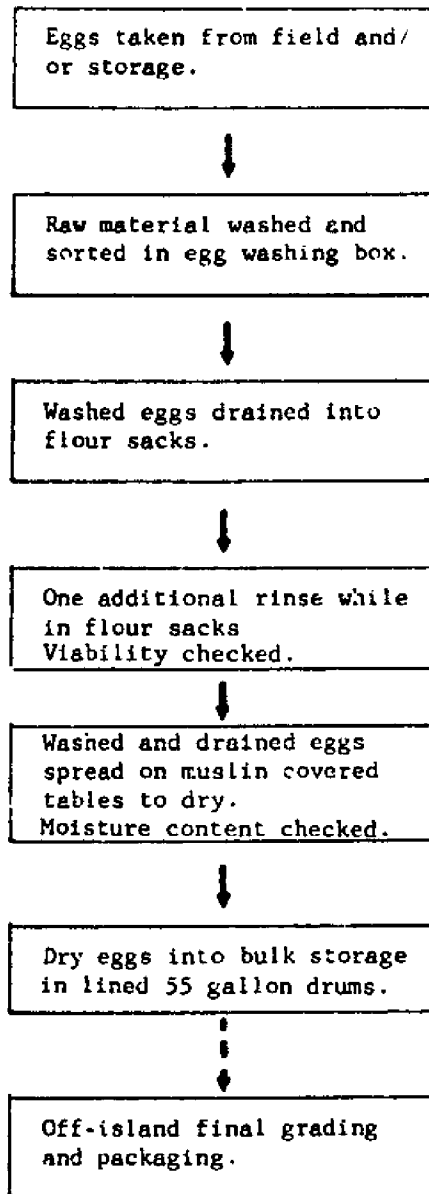 Eggs taken from field and/
or storage.
Raw material washed and
sorted in egg washing box.
Washed eggs drained into
flour sacks.
One additional rinse while
in flour sacks
Viability checked.
Washed and drained eggs
spread on muslin covered
tables to dry.
Moisture content checked.
Dry eggs into bulk storage
in lined 55 gallon drums.
Off-island final grading
and packaging.